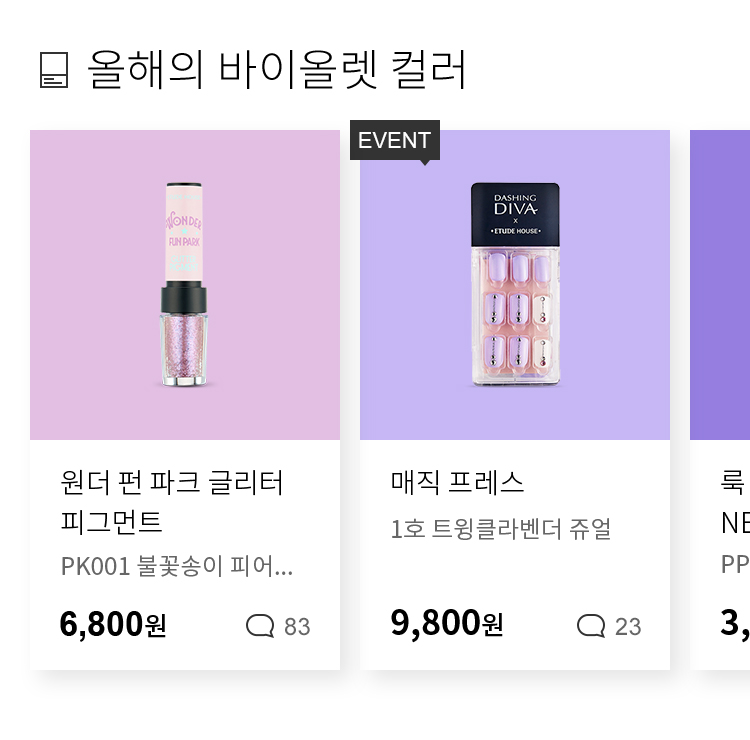 올해의 바이올렛 컬러
EVENT
WONDER
FUN PARK
DASHING
DIVA
x
•ETUDE HOUSE•
원더 펀 파크 글리터
피그먼트
PK001 불꽃송이 피어...
6,800원
83
매직 프레스
1호 트윙클라벤더 쥬얼
9,800원
23
룩
NE
PP
3,